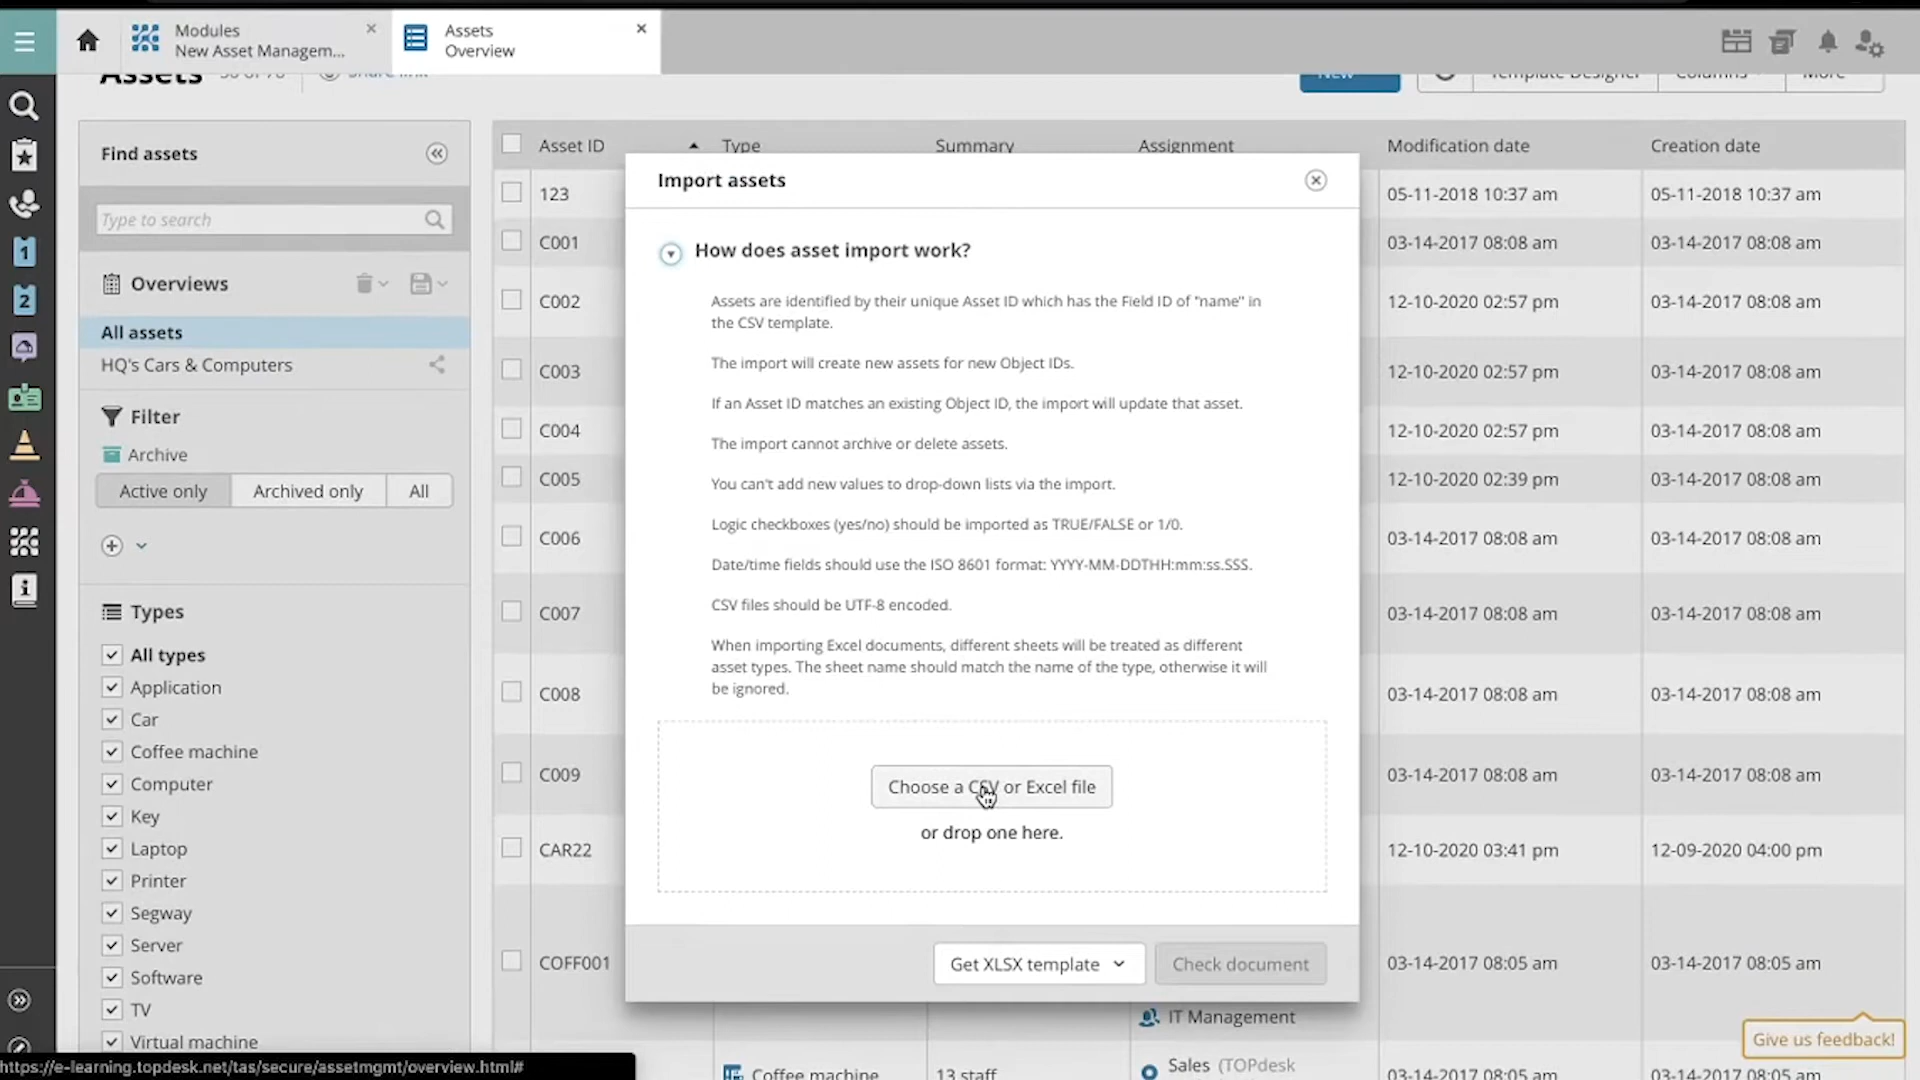 Modules
New Asset Managem...
Assets
Overview
Assets
Share link
New
Template Designer
Columns
More
Find assets
Type to search
Overviews
All assets
HQ's Cars & Computers
Filter
Archive
Active only
Archived only
All
Types
All types
Application
Car
Coffee machine
Computer
Key
Laptop
Printer
Segway
Server
Software
TV
Virtual machine
1
2
Asset ID
Type
Summary
Assignment
Modification date
Creation date
123
05-11-2018 10:37 am
05-11-2018 10:37 am
C001
03-14-2017 08:08 am
03-14-2017 08:08 am
C002
12-10-2020 02:57 pm
03-14-2017 08:08 am
C003
12-10-2020 02:57 pm
03-14-2017 08:08 am
C004
12-10-2020 02:57 pm
03-14-2017 08:08 am
C005
12-10-2020 02:39 pm
03-14-2017 08:08 am
C006
03-14-2017 08:08 am
03-14-2017 08:08 am
C007
03-14-2017 08:08 am
03-14-2017 08:08 am
C008
03-14-2017 08:08 am
03-14-2017 08:08 am
C009
03-14-2017 08:08 am
03-14-2017 08:08 am
CAR22
12-10-2020 03:41 pm
12-09-2020 04:00 pm
COFF001
03-14-2017 08:05 am
03-14-2017 08:05 am
IT Management
Coffee machine
13 staff
Sales (TOPdesk
03-14-2017 08:05 am
03-14-2017 08:05 am
Import assets
How does asset import work?
Assets are identified by their unique Asset ID which has the Field ID of "name" in
the CSV template.
The import will create new assets for new Object IDs.
If an Asset ID matches an existing Object ID, the import will update that asset.
The import cannot archive or delete assets.
You can't add new values to drop-down lists via the import.
Logic checkboxes (yes/no) should be imported as TRUE/FALSE or 1/0.
Date/time fields should use the ISO 8601 format: YYYY-MM-DDTHH:mm:ss.SSS.
CSV files should be UTF-8 encoded.
When importing Excel documents, different sheets will be treated as different
asset types. The sheet name should match the name of the type, otherwise it will
be ignored.
Choose a CSV or Excel file
or drop one here.
Get XLSX template
Check document
Give us feedback!
https://e-learning.topdesk.net/tas/secure/assetmgmt/overview.html#